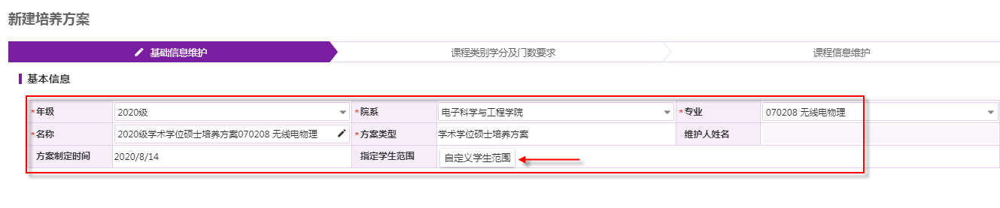 新建培养方案
基础信息维护 课程类别学分及门数要求 课程信息维护
基本信息
*年级 2020级 *院系 电子科学与工程学院 *专业 070208 无线电物理
*名称 2020级学术学位硕士培养方案070208 无线电物理 *方案类型 学术学位硕士培养方案 维护人姓名
方案制定时间 2020/8/14 指定学生范围 自定义学生范围